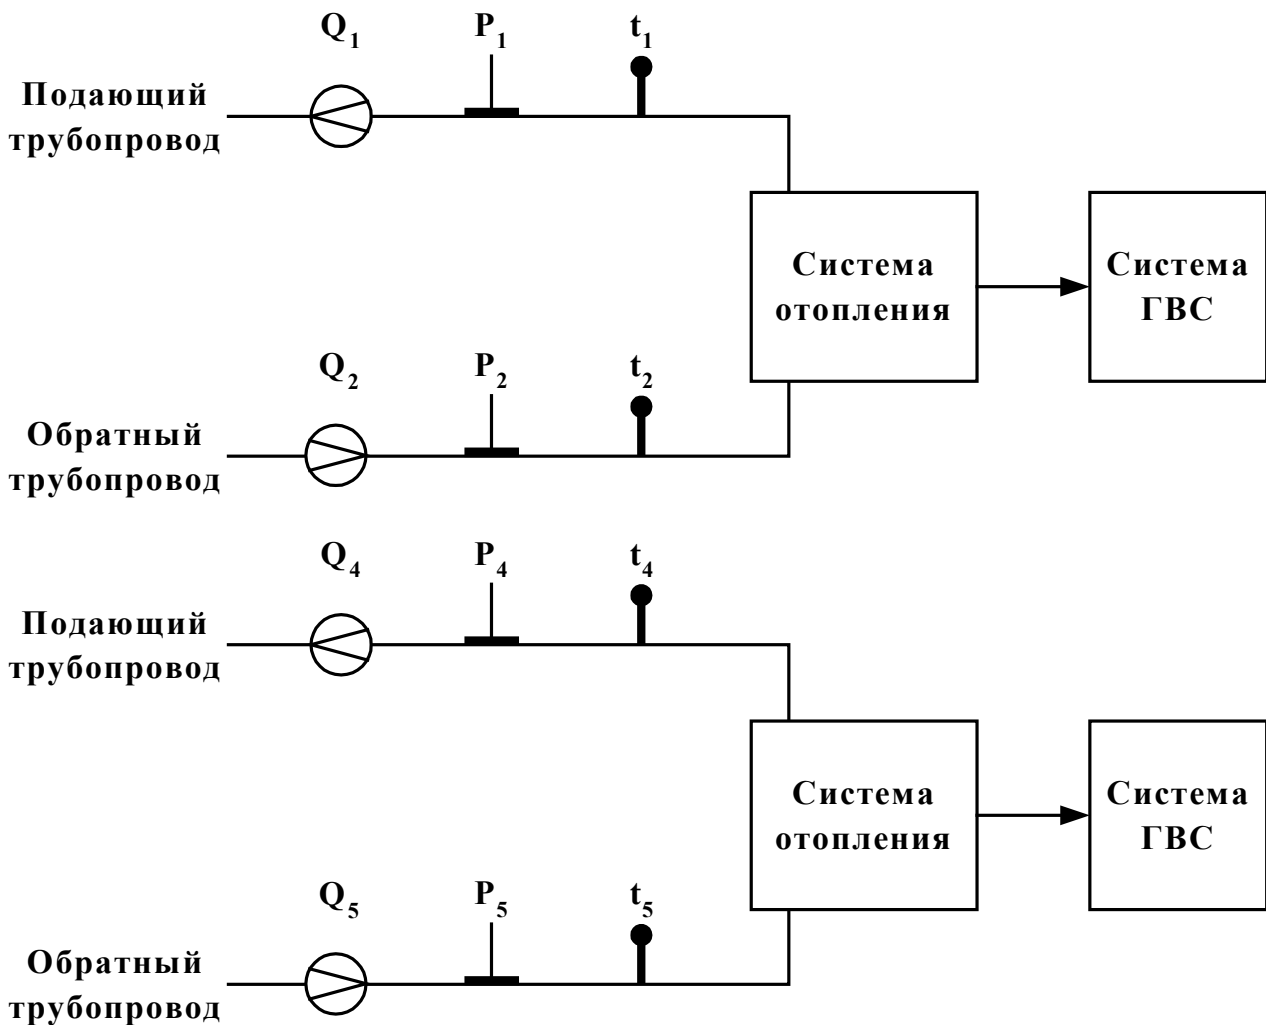 Q1 P1 t1
Подающий
трубопровод
Система
отопления
Система
ГВС
Q2 P2 t2
Обратный
трубопровод
Q4 P4 t4
Подающий
трубопровод
Система
отопления
Система
ГВС
Q5 P5 t5
Обратный
трубопровод